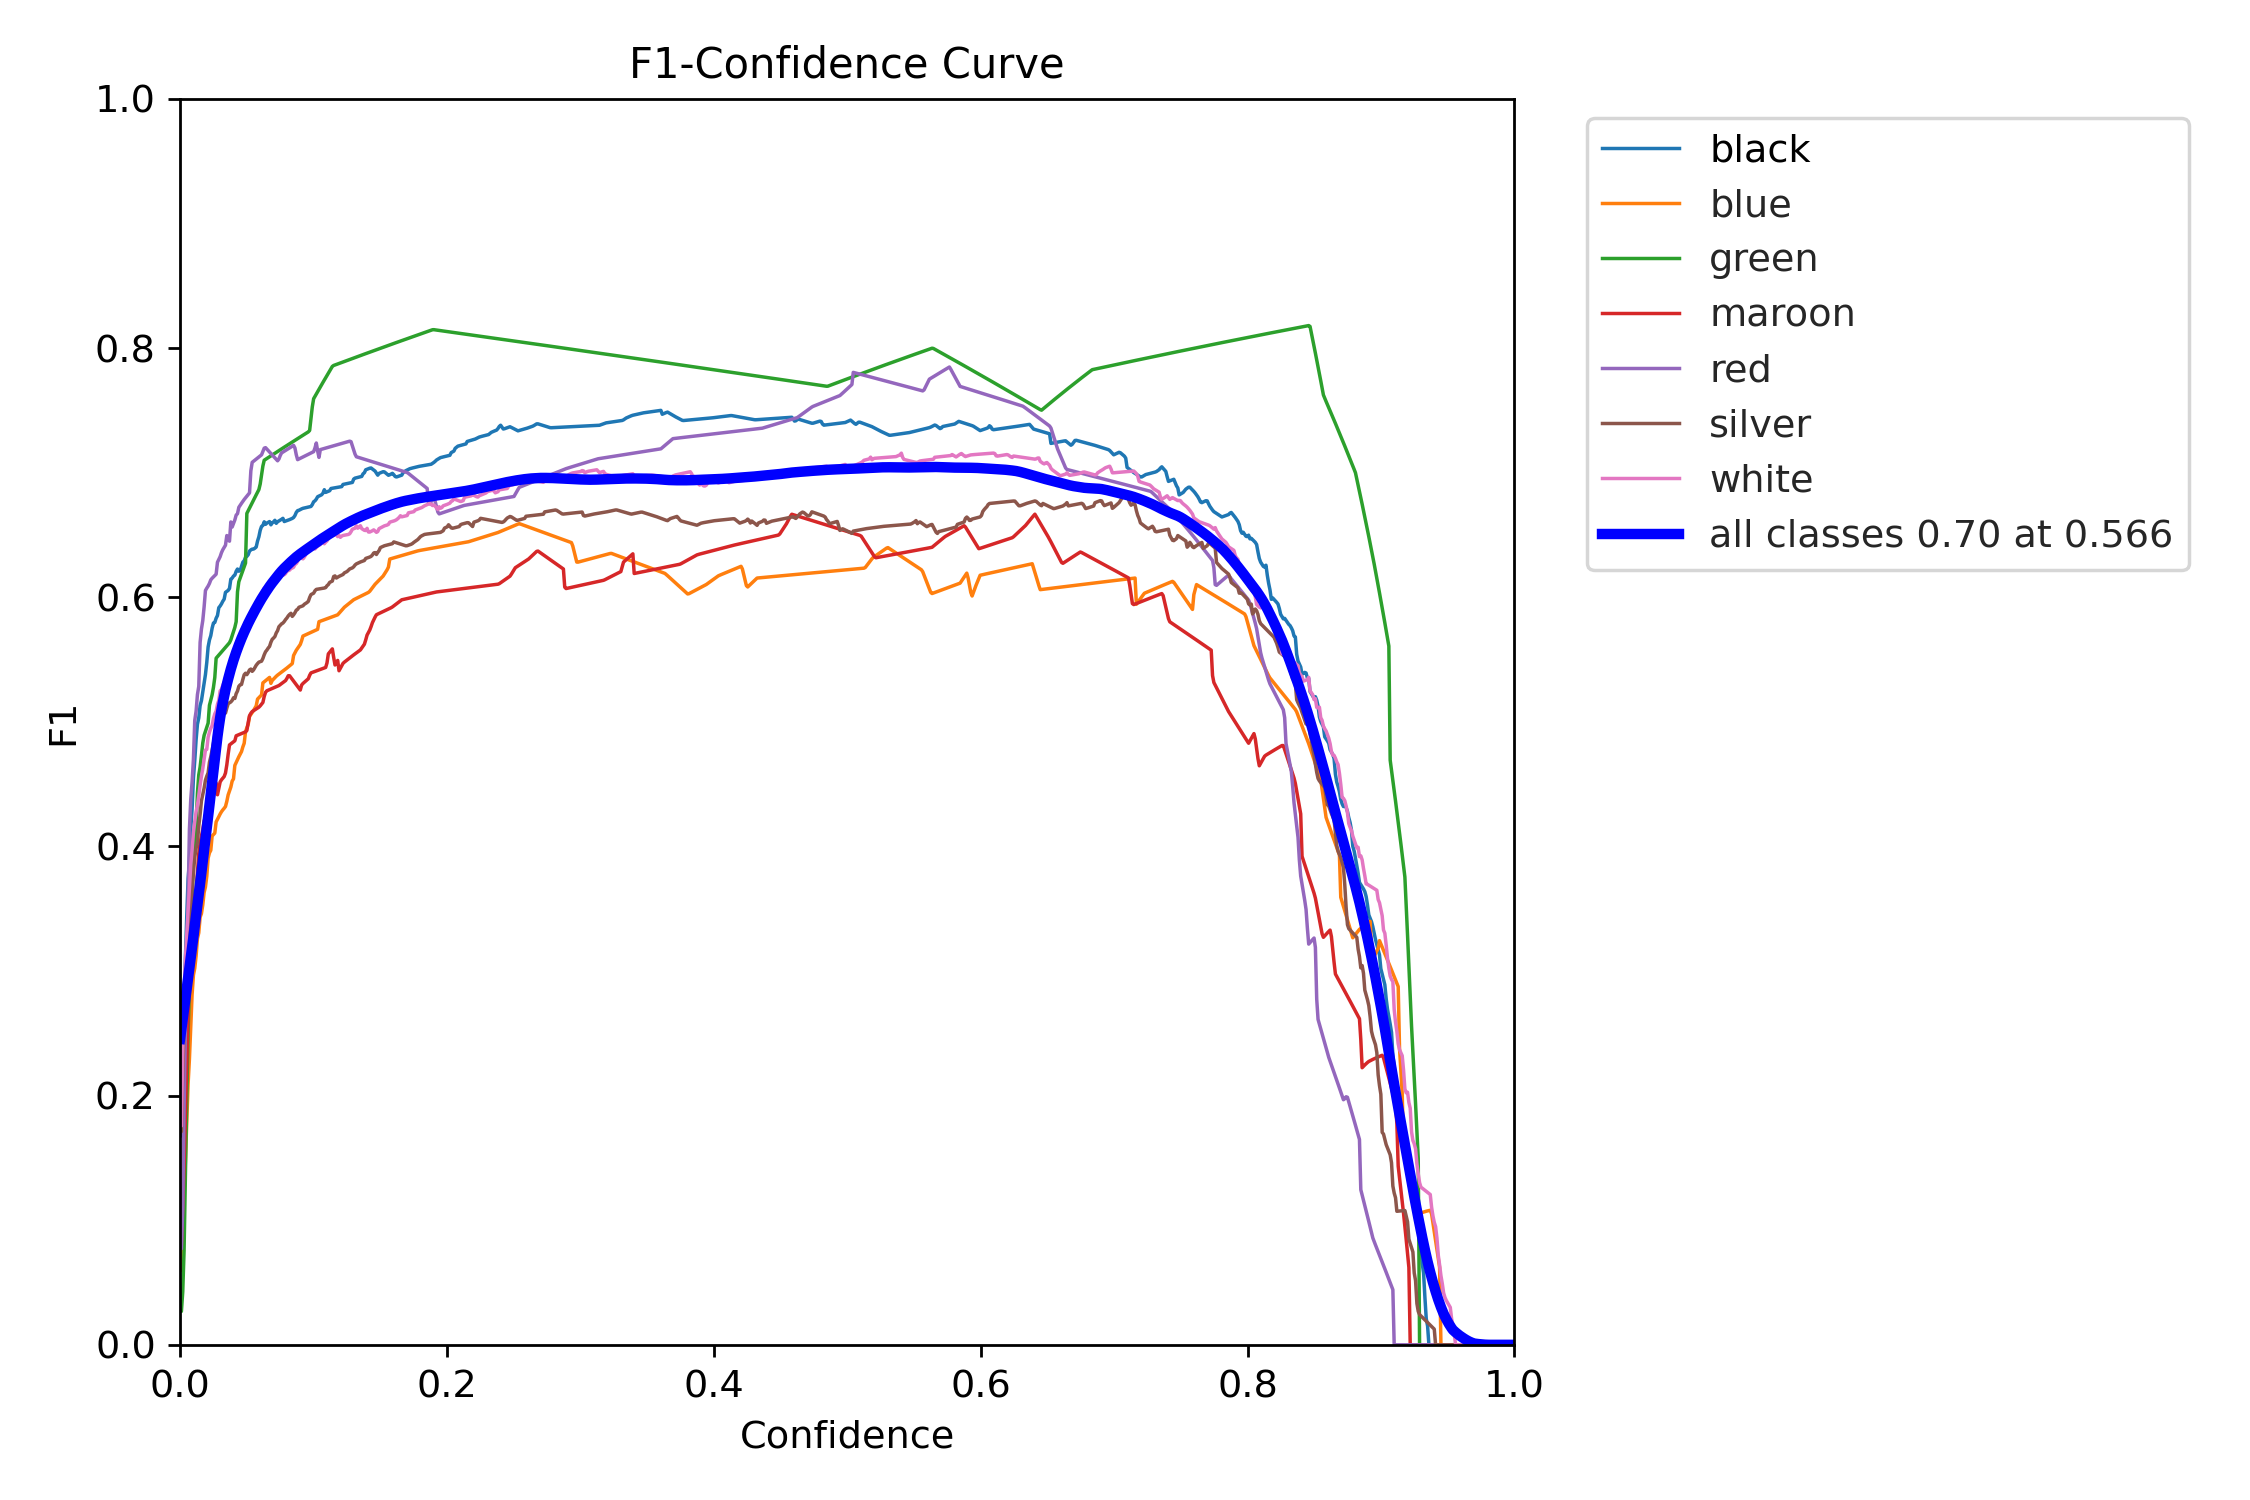 F1-Confidence Curve
1.0
0.8
0.6
0.4
0.2
0.0
F1
0.0 0.2 0.4 0.6 0.8 1.0
Confidence
black
blue
green
maroon
red
silver
white
all classes 0.70 at 0.566